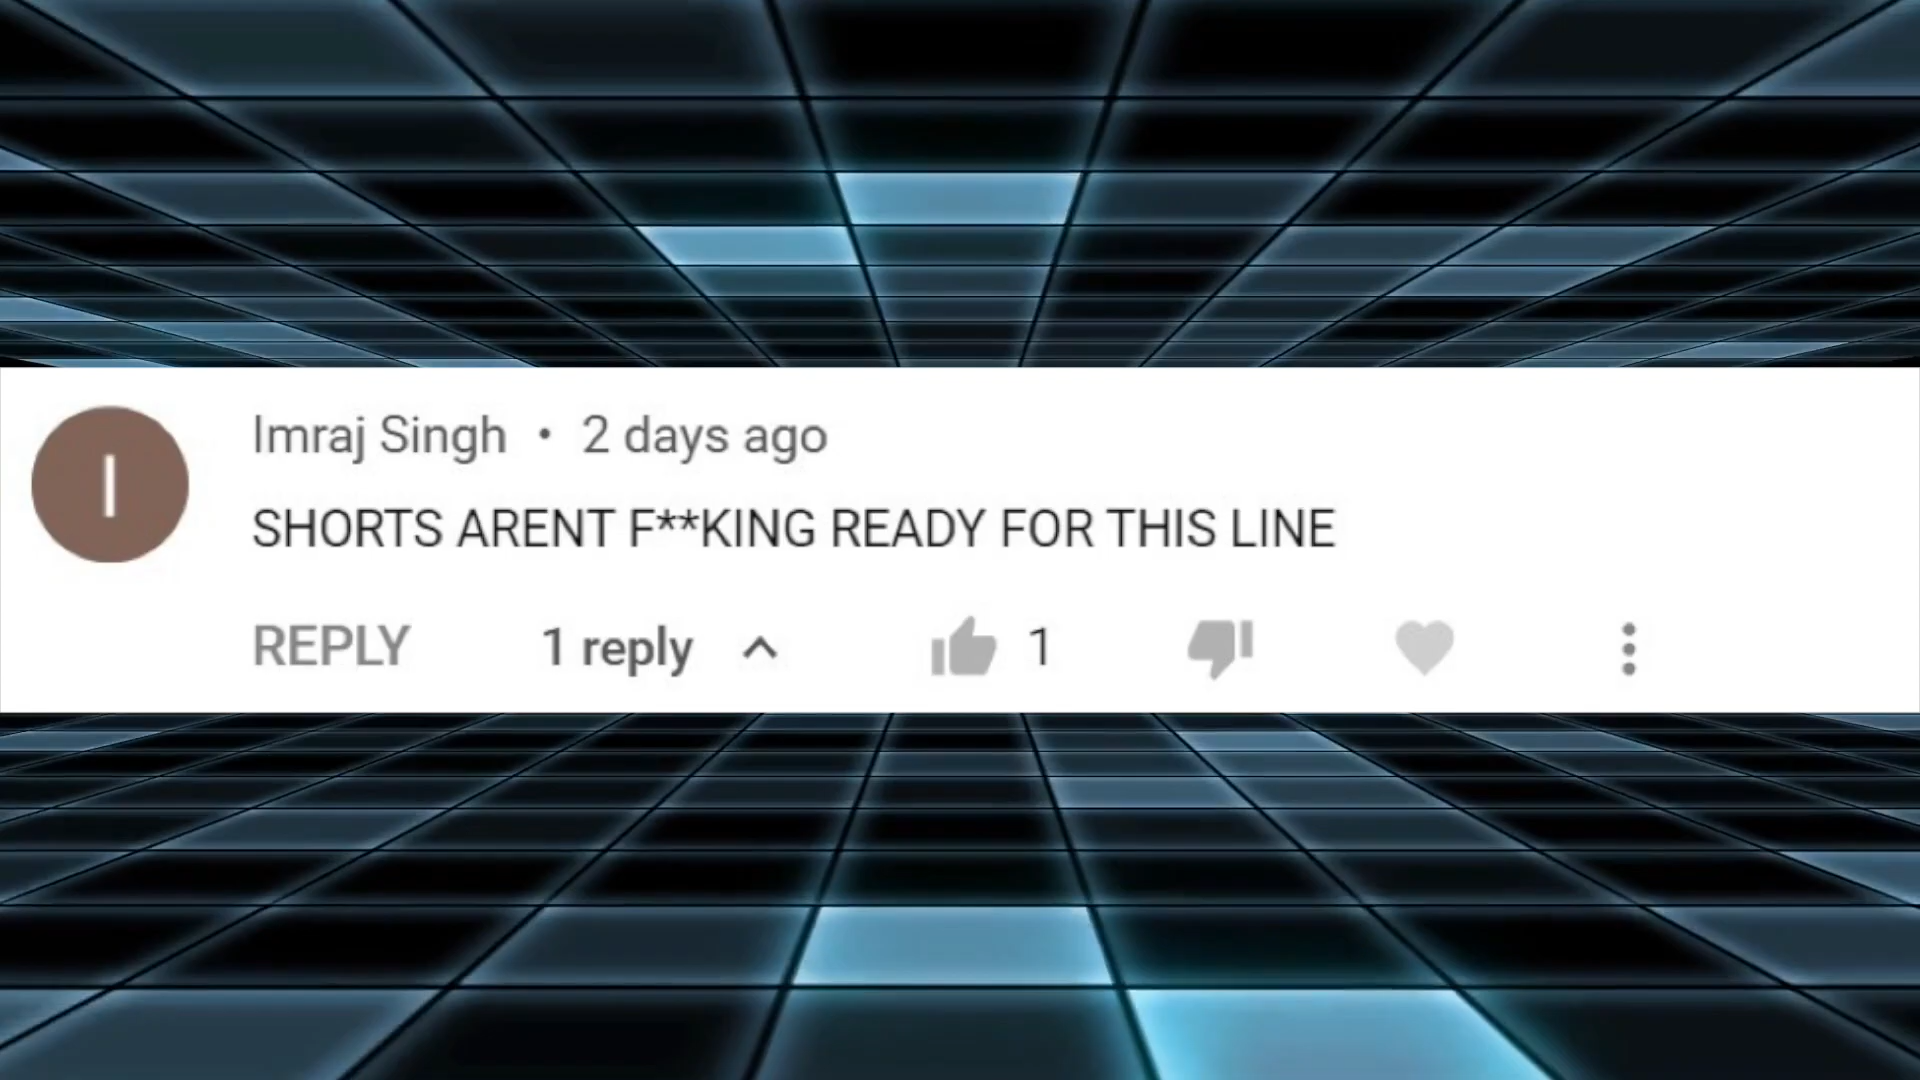 I
Imraj Singh • 2 days ago
SHORTS ARENT F**KING READY FOR THIS LINE
REPLY 1 reply 1